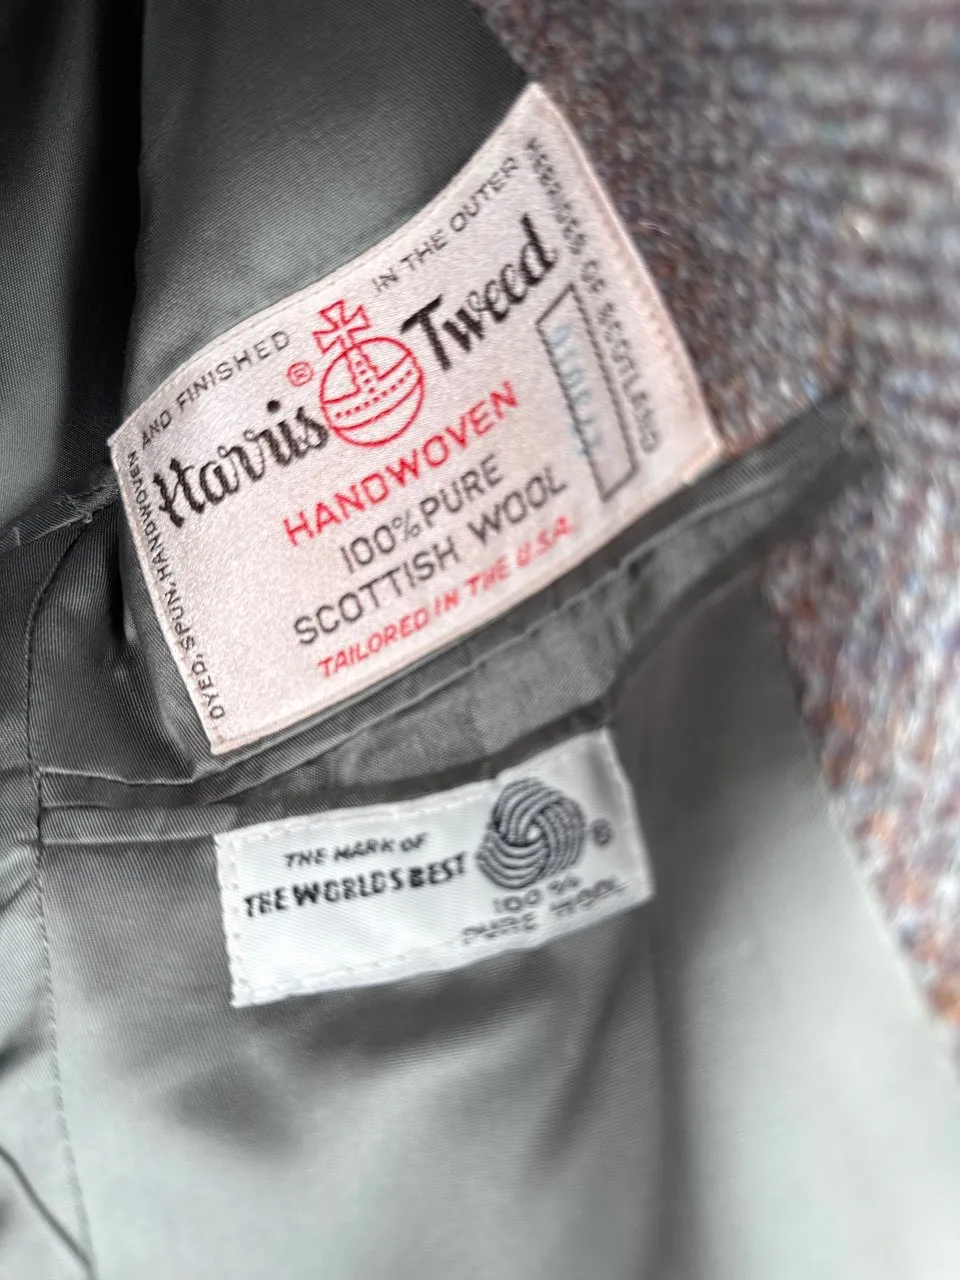 DYED, SPUN, HANDWOVEN AND FINISHED IN THE OUTER HEBRIDES OF SCOTLAND
Harris Tweed
®
HANDWOVEN
100% PURE
SCOTTISH WOOL
TAILORED IN THE U.S.A.
THE MARK OF
THE WORLDS BEST
®
100%
PURE WOOL